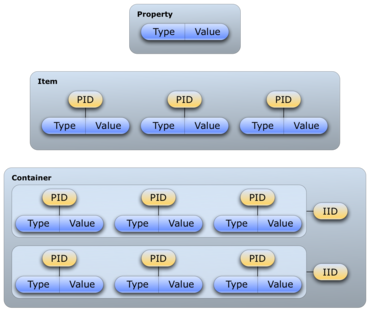 Property
Type Value
Item
PID PID PID
Type Value Type Value Type Value
Container
PID PID PID
Type Value Type Value Type Value
IID
PID PID PID
Type Value Type Value Type Value
IID